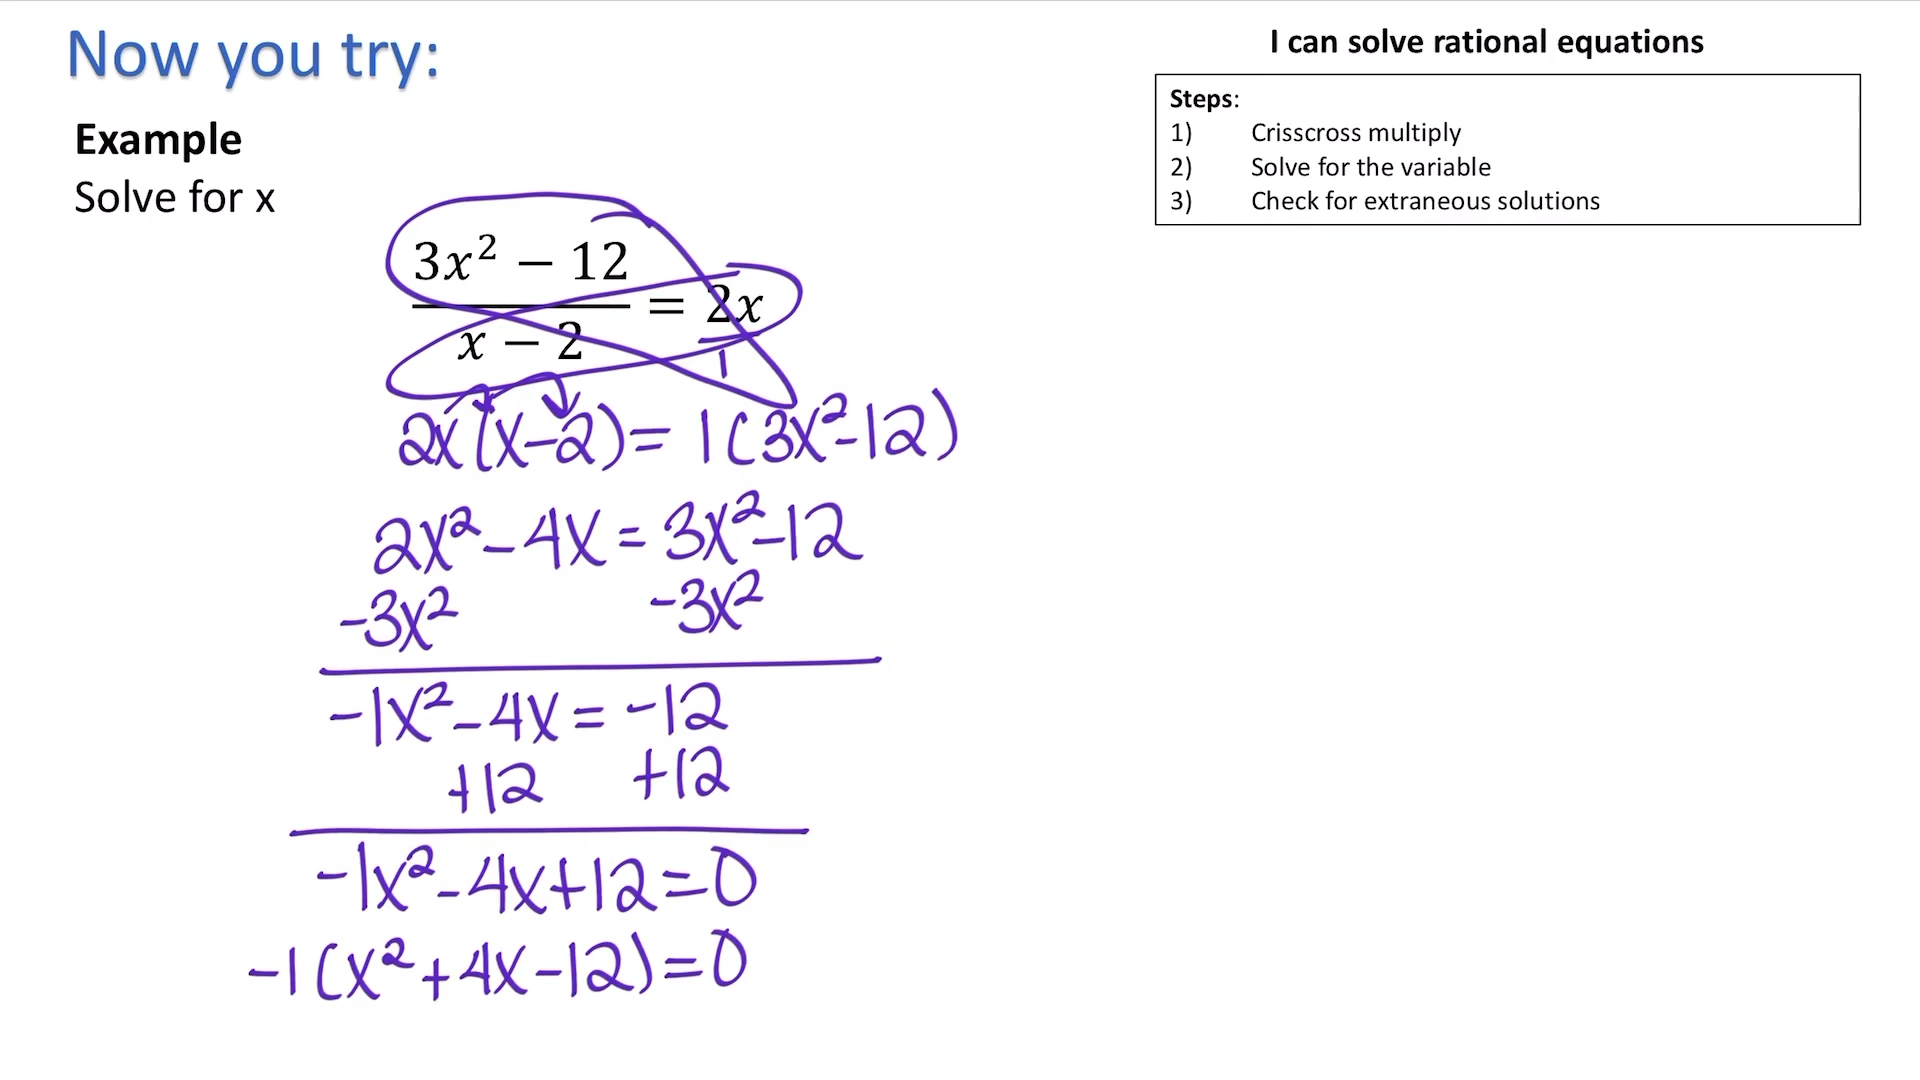 Now you try:
I can solve rational equations
Steps:
1) Crisscross multiply
2) Solve for the variable
3) Check for extraneous solutions
Example
Solve for x
3x² − 12
x − 2
= 2x
1
2x(x-2) = 1(3x²-12)
2x² - 4x = 3x² - 12
-3x² -3x²
-1x² - 4x = -12
+12 +12
-1x² - 4x + 12 = 0
-1(x² + 4x - 12) = 0